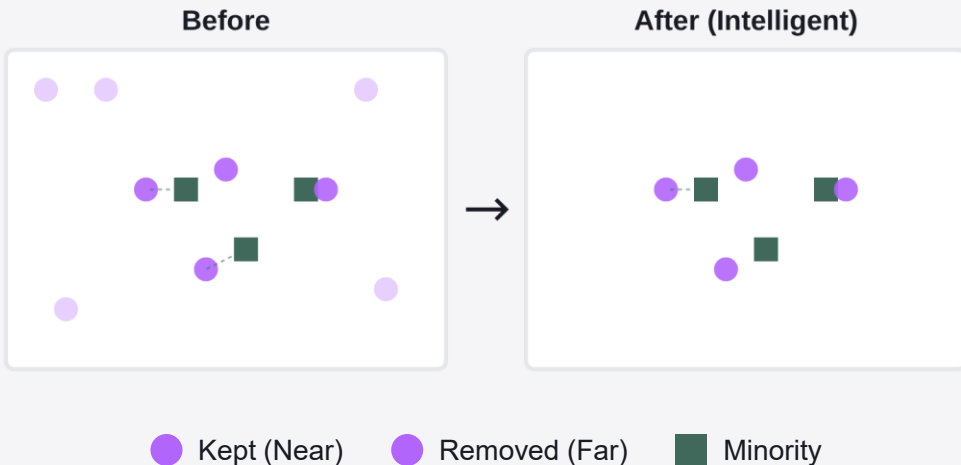 Before
After (Intelligent)
Kept (Near)
Removed (Far)
Minority